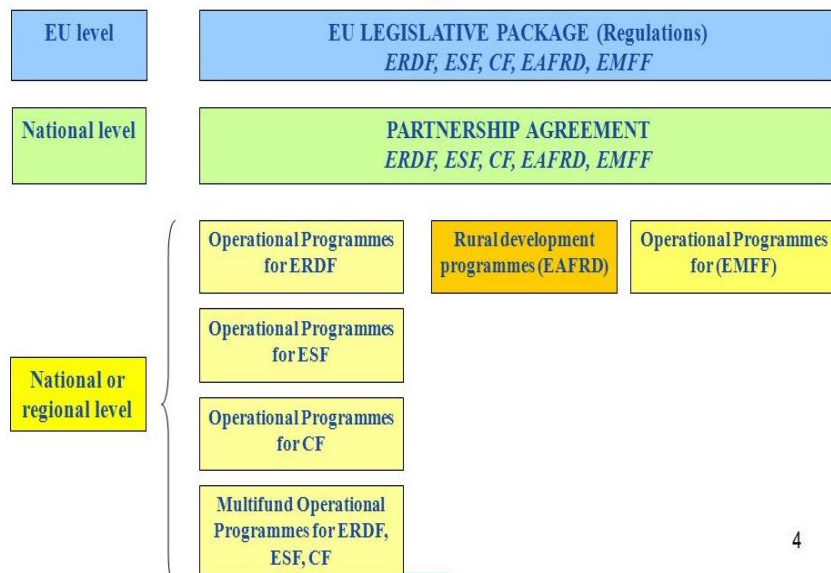 EU level
EU LEGISLATIVE PACKAGE (Regulations)
ERDF, ESF, CF, EAFRD, EMFF
National level
PARTNERSHIP AGREEMENT
ERDF, ESF, CF, EAFRD, EMFF
National or
regional level
Operational Programmes
for ERDF
Rural development
programmes (EAFRD)
Operational Programmes
for (EMFF)
Operational Programmes
for ESF
Operational Programmes
for CF
Multifund Operational
Programmes for ERDF,
ESF, CF
4